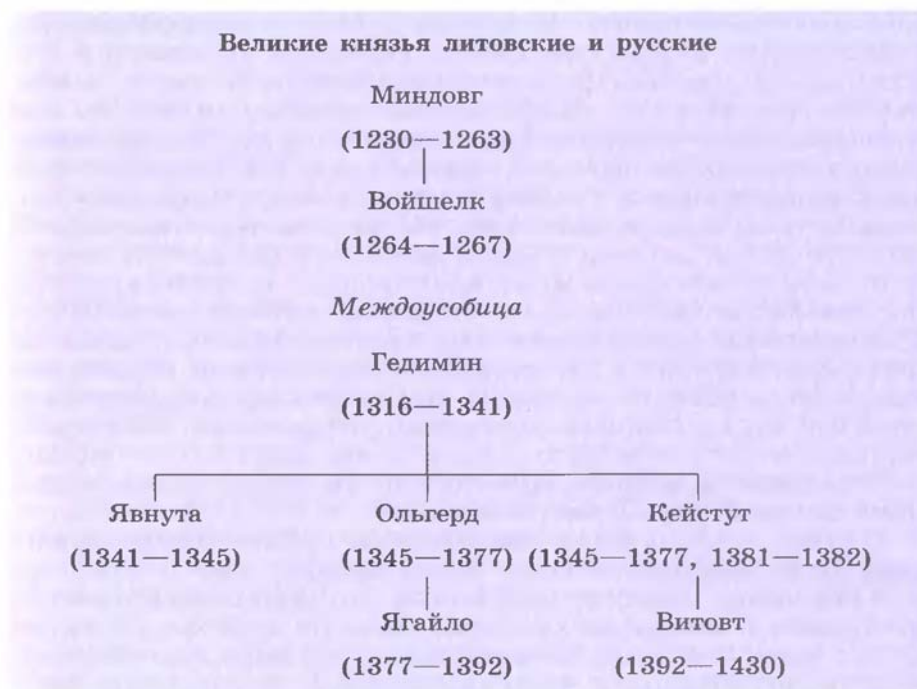 Великие князья литовские и русские
Миндовг
(1230—1263)
Войшелк
(1264—1267)
Междоусобица
Гедимин
(1316—1341)
Явнута Ольгерд Кейстут
(1341—1345) (1345—1377) (1345—1377, 1381—1382)
Ягайло Витовт
(1377—1392) (1392—1430)